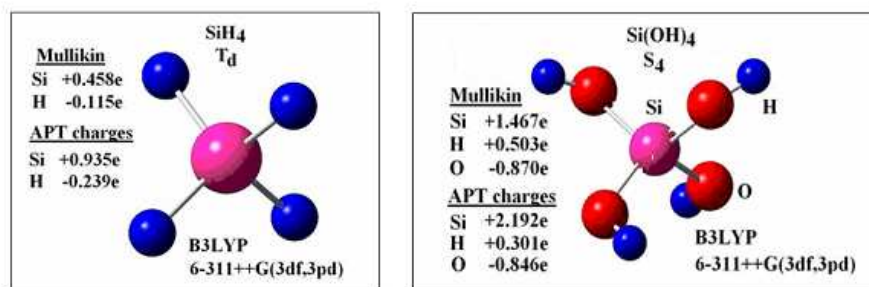 SiH4
Td
Mullikin
Si +0.458e
H -0.115e
APT charges
Si +0.935e
H -0.239e
B3LYP
6-311++G(3df,3pd)
Si(OH)4
S4
Mullikin
Si +1.467e
H +0.503e
O -0.870e
APT charges
Si +2.192e
H +0.301e
O -0.846e
Si
H
O
B3LYP
6-311++G(3df,3pd)